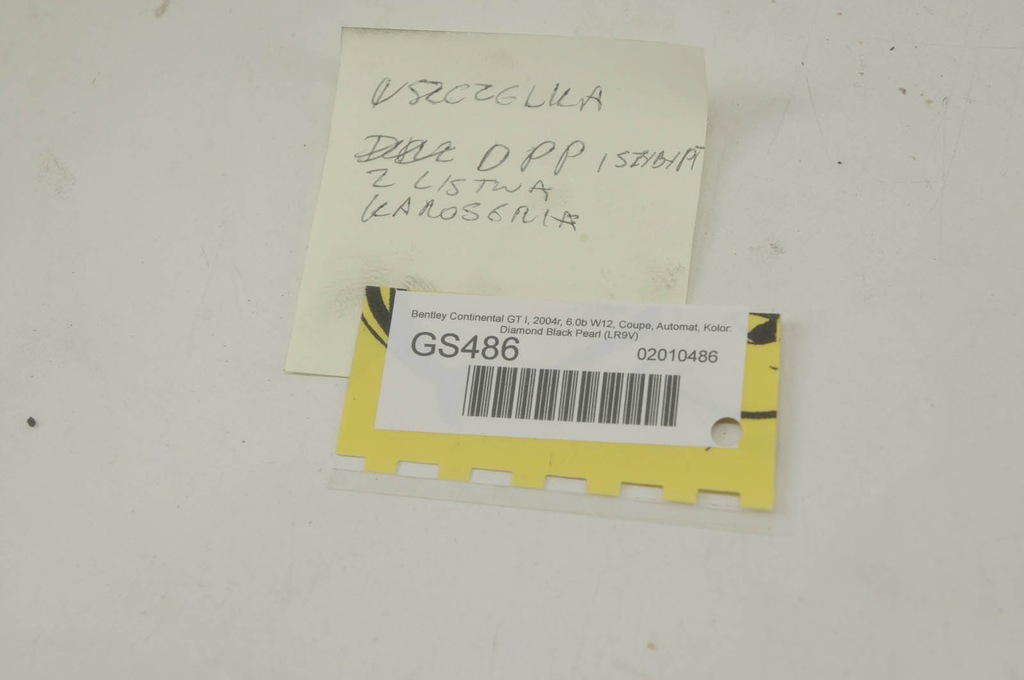 USZCZELKA
DPP I SZYBY PT
Z LISTWA
KAROSERIA
Bentley Continental GT I, 2004r, 6.0b W12, Coupe, Automat, Kolor:
Diamond Black Pearl (LR9V)
GS486 02010486